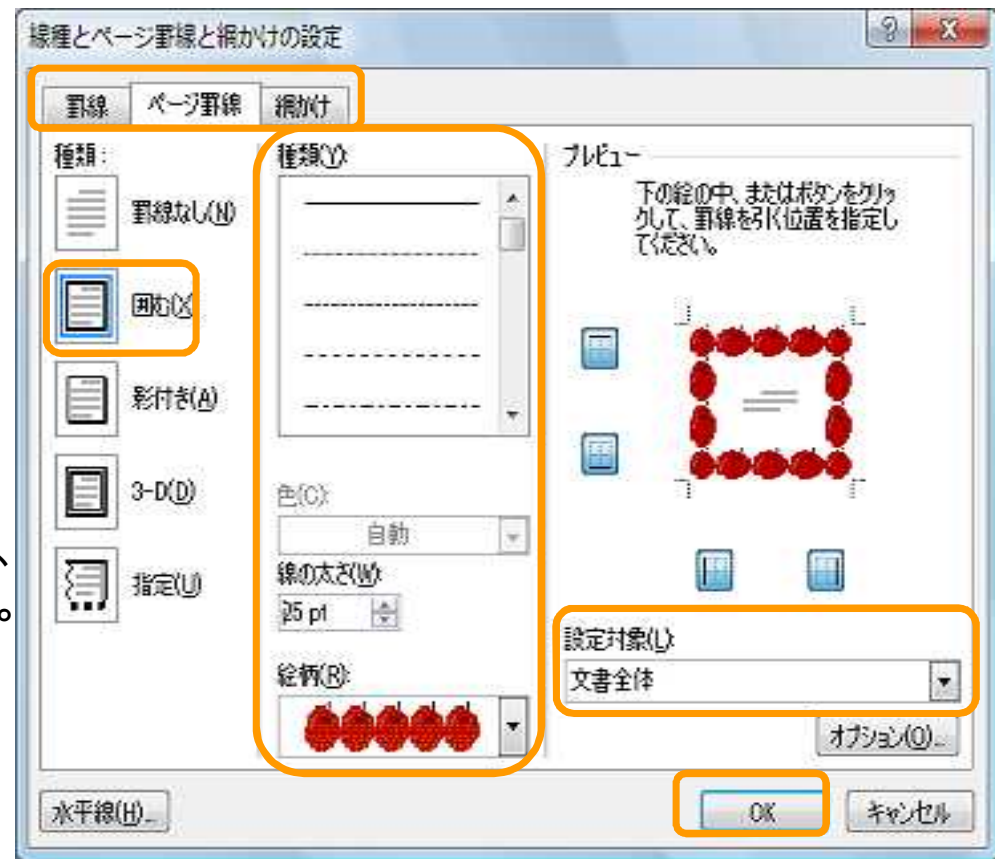 線種とページ罫線と網かけの設定
罫線 ページ罫線 網かけ
種類:
罫線なし(N)
囲む(X)
影付き(A)
3-D(D)
指定(U)
種類(Y):
色(C):
自動
線の太さ(W):
25 pt
絵柄(R):
プレビュー
下の絵の中、またはボタンをクリッ
クして、罫線を引く位置を指定し
てください。
設定対象(L):
文書全体
オプション(O)...
水平線(H)...
OK
キャンセル
、
。